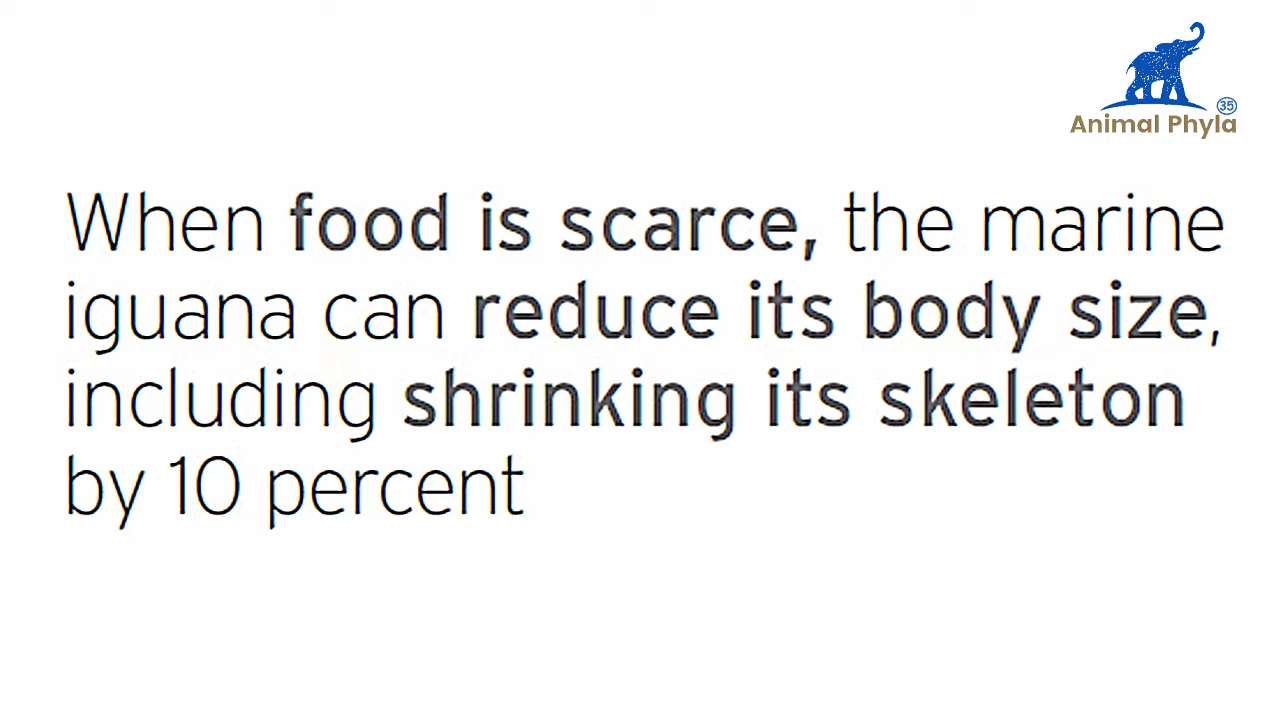 35
Animal Phyla
When food is scarce, the marine
iguana can reduce its body size,
including shrinking its skeleton
by 10 percent